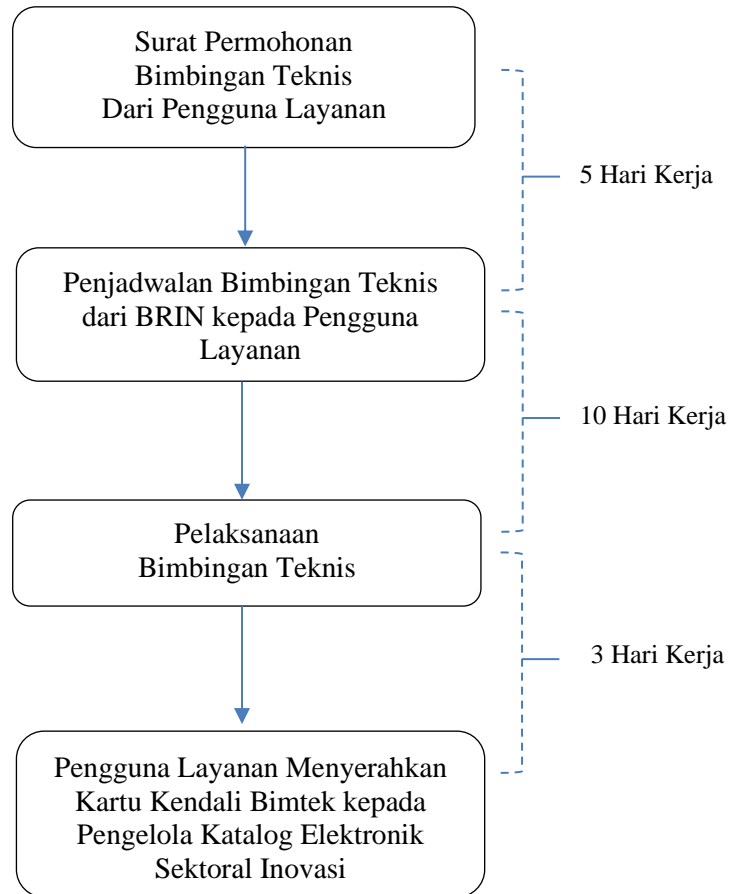 Surat Permohonan
Bimbingan Teknis
Dari Pengguna Layanan
5 Hari Kerja
Penjadwalan Bimbingan Teknis
dari BRIN kepada Pengguna
Layanan
10 Hari Kerja
Pelaksanaan
Bimbingan Teknis
3 Hari Kerja
Pengguna Layanan Menyerahkan
Kartu Kendali Bimtek kepada
Pengelola Katalog Elektronik
Sektoral Inovasi